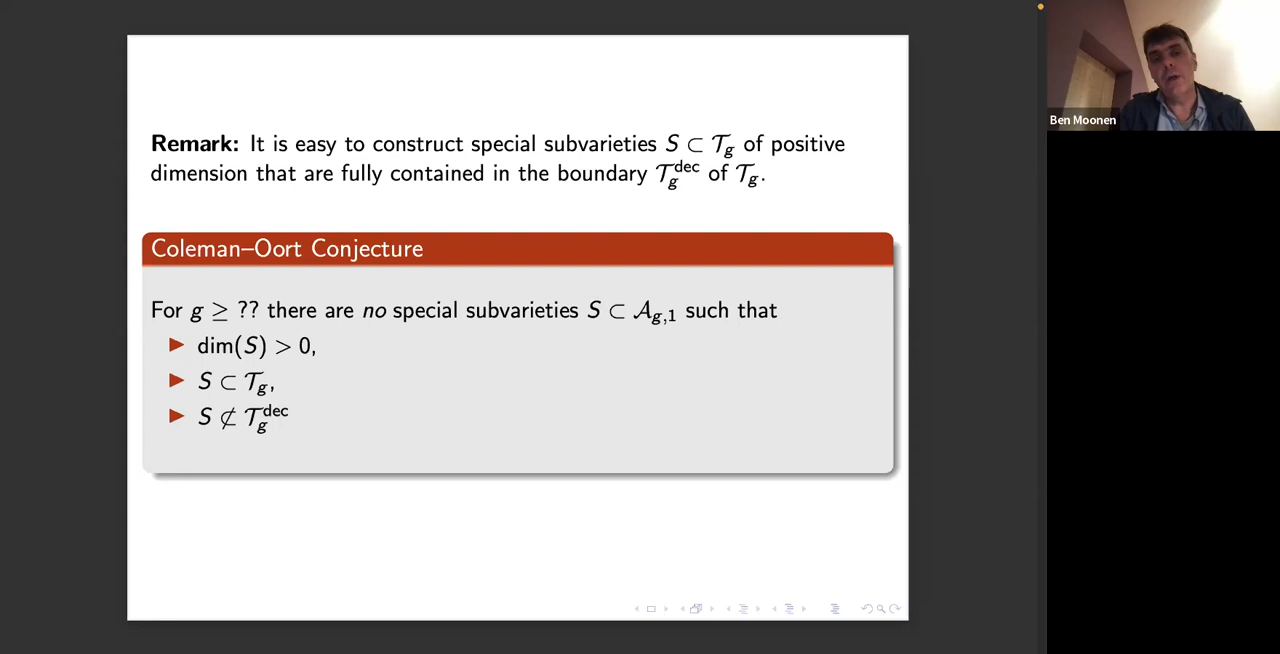 Remark: It is easy to construct special subvarieties S ⊂ 𝒯_g of positive
dimension that are fully contained in the boundary 𝒯_g^dec of 𝒯_g.
Coleman–Oort Conjecture
For g ≥ ?? there are no special subvarieties S ⊂ 𝒜_{g,1} such that
▶ dim(S) > 0,
▶ S ⊂ 𝒯_g,
▶ S ⊄ 𝒯_g^dec
Ben Moonen